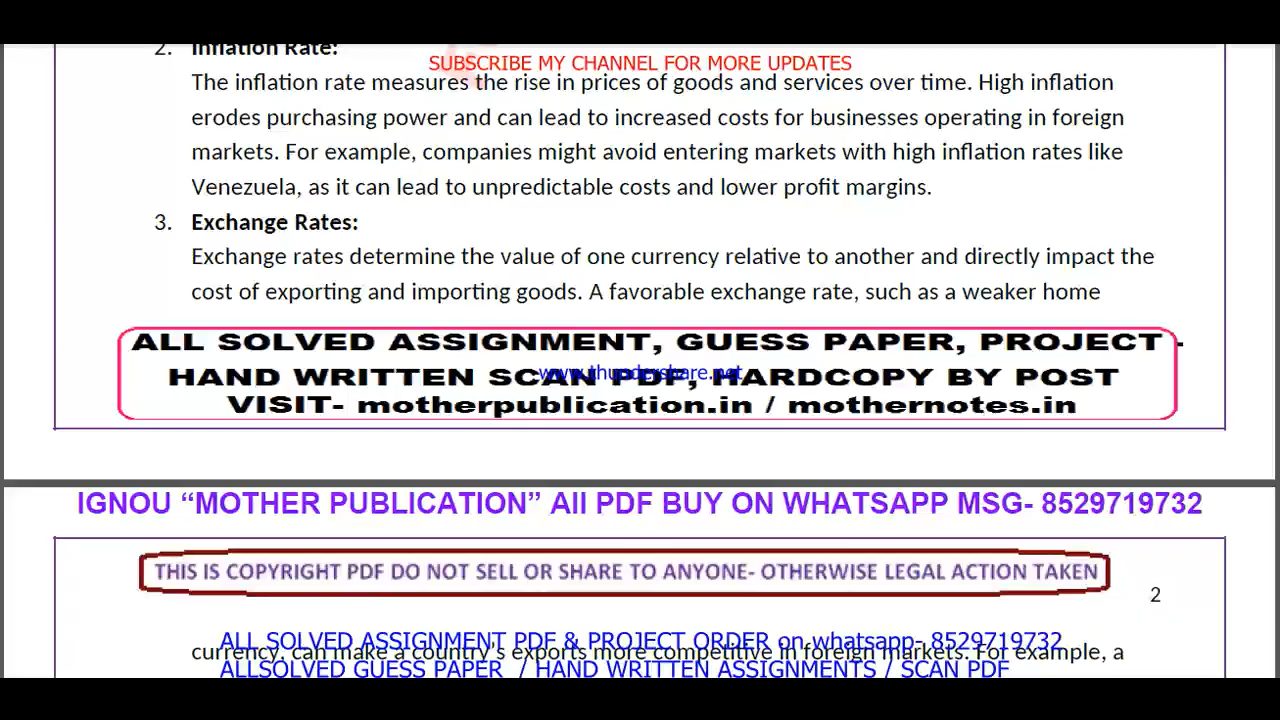 2. Inflation Rate:
SUBSCRIBE MY CHANNEL FOR MORE UPDATES
The inflation rate measures the rise in prices of goods and services over time. High inflation
erodes purchasing power and can lead to increased costs for businesses operating in foreign
markets. For example, companies might avoid entering markets with high inflation rates like
Venezuela, as it can lead to unpredictable costs and lower profit margins.
3. Exchange Rates:
Exchange rates determine the value of one currency relative to another and directly impact the
cost of exporting and importing goods. A favorable exchange rate, such as a weaker home
ALL SOLVED ASSIGNMENT, GUESS PAPER, PROJECT -
HAND WRITTEN SCAN PDF, HARDCOPY BY POST
www.thundershare.net
VISIT- motherpublication.in / mothernotes.in
IGNOU “MOTHER PUBLICATION” All PDF BUY ON WHATSAPP MSG- 8529719732
THIS IS COPYRIGHT PDF DO NOT SELL OR SHARE TO ANYONE- OTHERWISE LEGAL ACTION TAKEN
2
ALL SOLVED ASSIGNMENT PDF & PROJECT ORDER on whatsapp- 8529719732
currency, can make a country’s exports more competitive in foreign markets. For example, a
ALLSOLVED GUESS PAPER / HAND WRITTEN ASSIGNMENTS / SCAN PDF